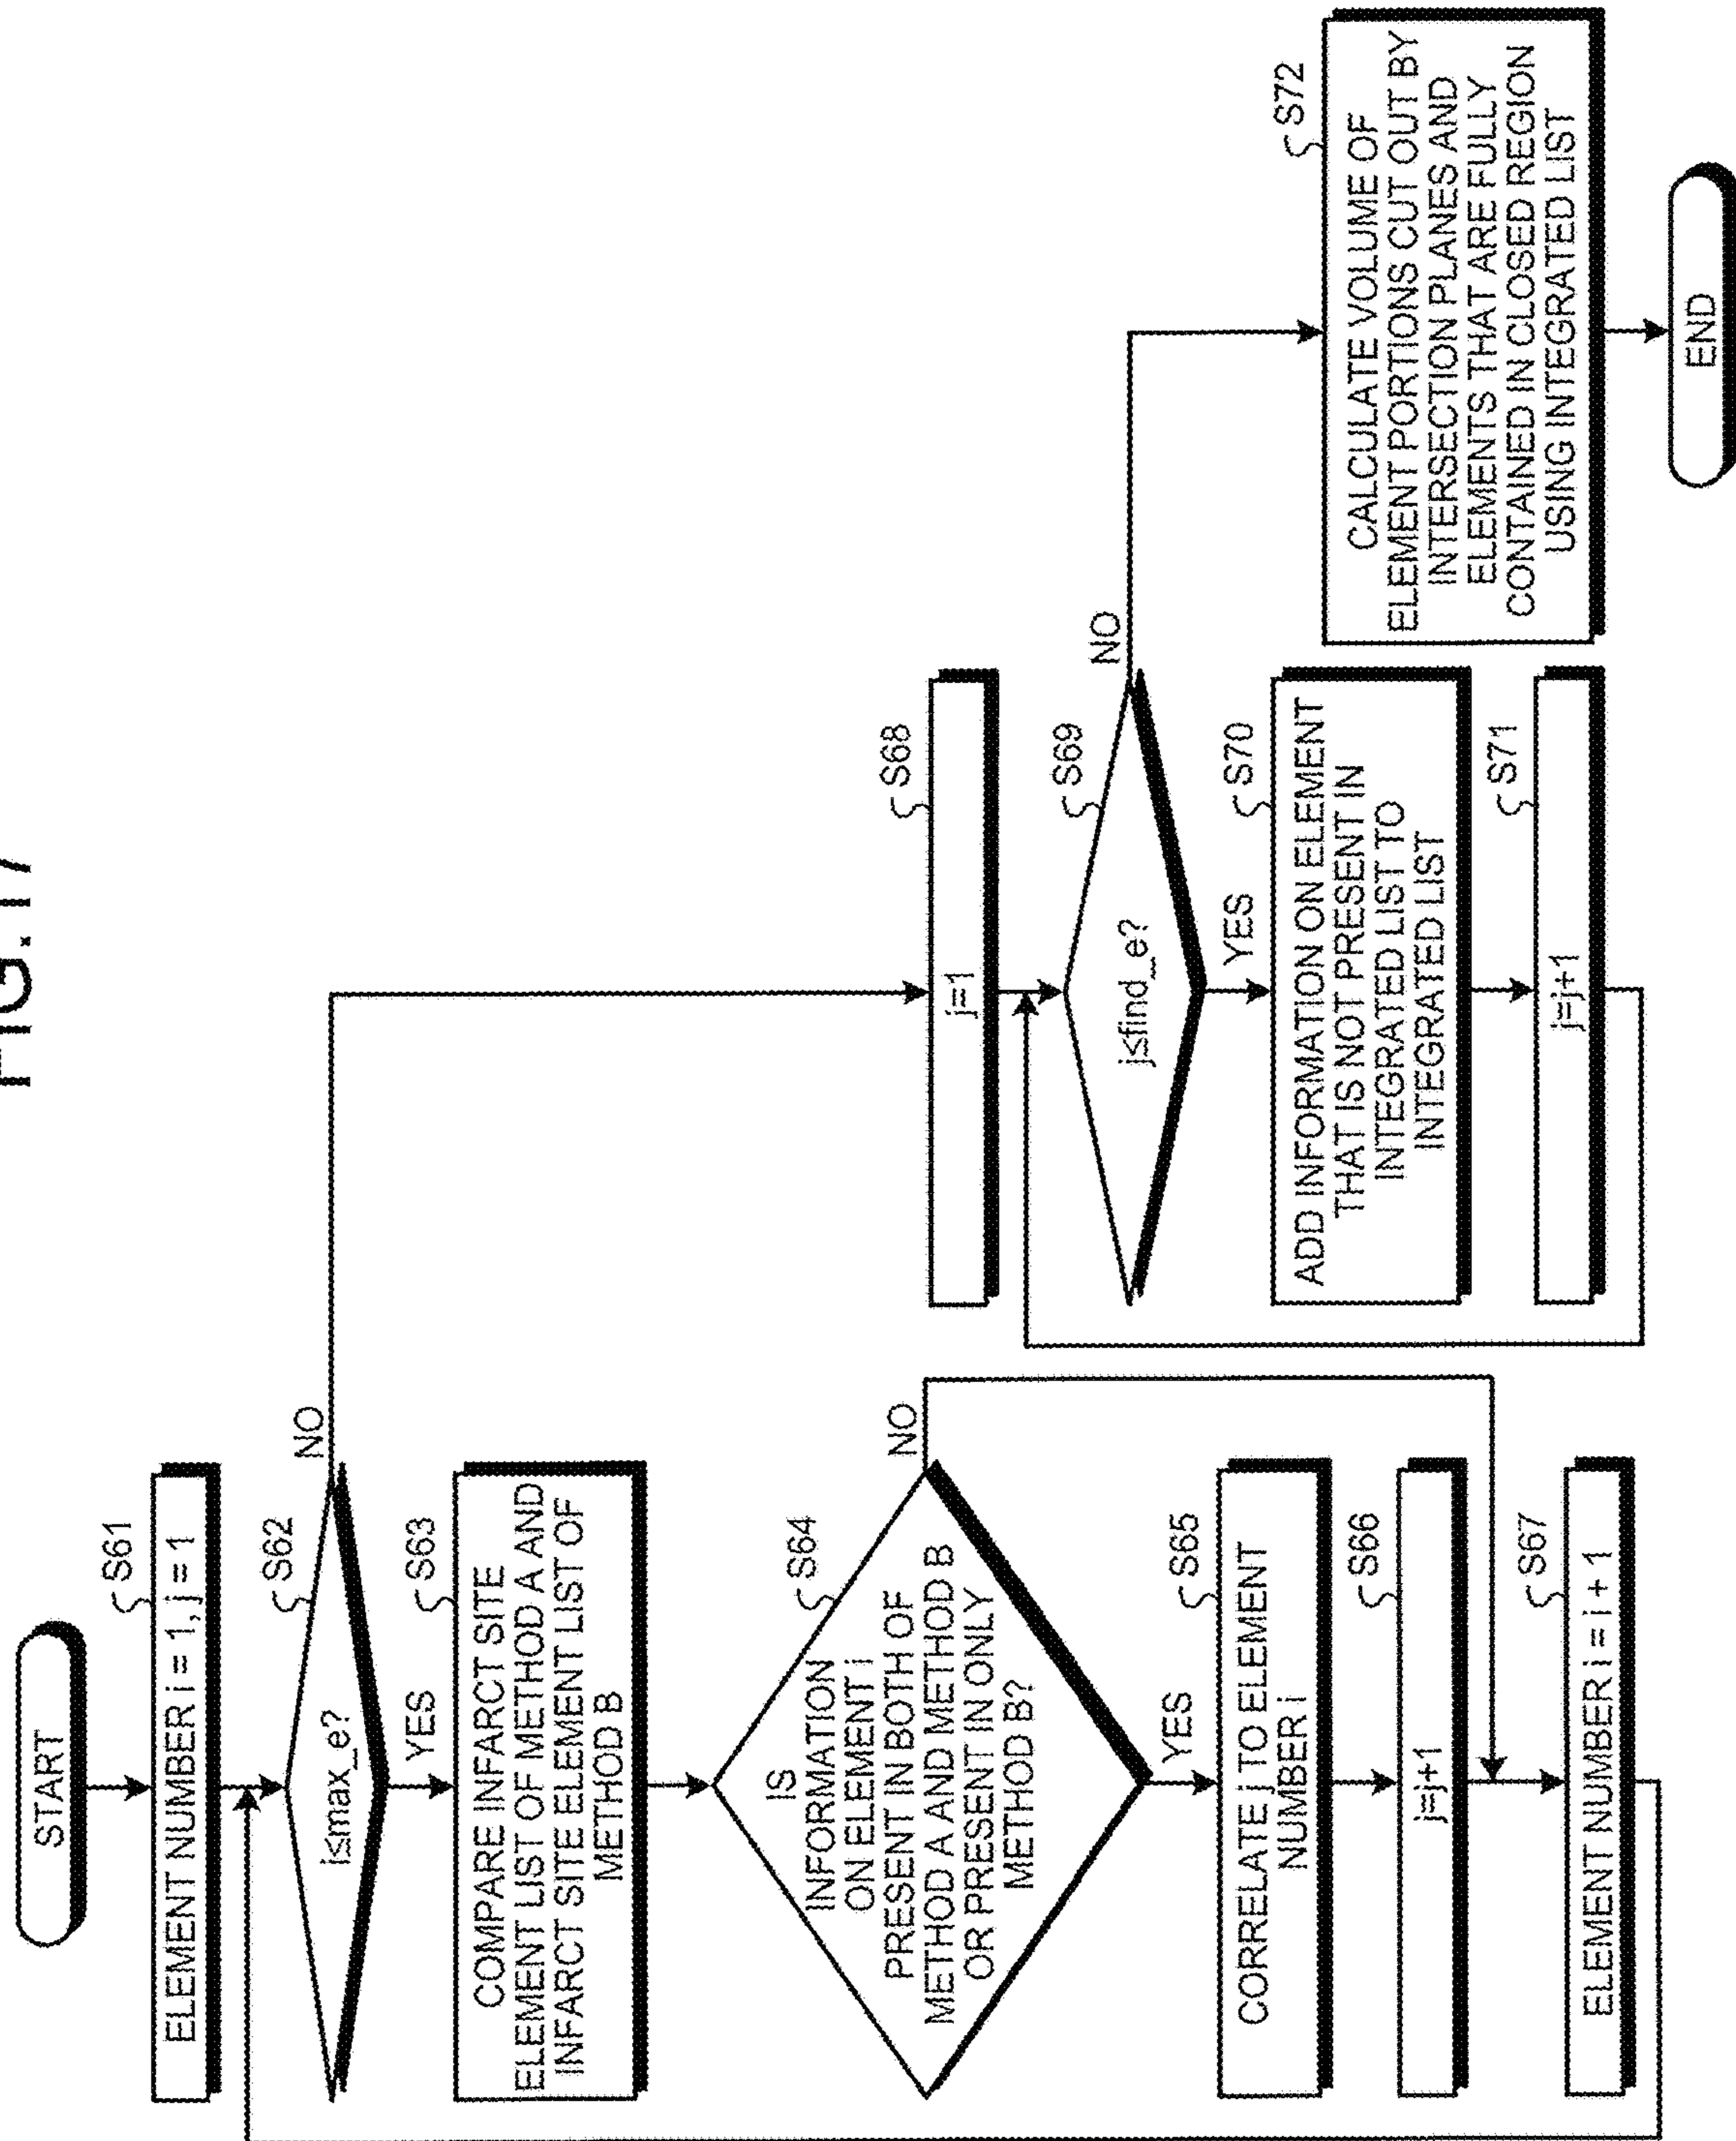 FIG.17
START
S61
ELEMENT NUMBER i = 1, j = 1
S62
i≤max_e?
NO
YES
S63
COMPARE INFARCT SITE
ELEMENT LIST OF METHOD A AND
INFARCT SITE ELEMENT LIST OF
METHOD B
S64
IS
INFORMATION
ON ELEMENT i
PRESENT IN BOTH OF
METHOD A AND METHOD B
OR PRESENT IN ONLY
METHOD B?
NO
YES
S65
CORRELATE j TO ELEMENT
NUMBER i
S66
j=j+1
S67
ELEMENT NUMBER i = i + 1
S68
j=1
S69
j≤find_e?
NO
YES
S70
ADD INFORMATION ON ELEMENT
THAT IS NOT PRESENT IN
INTEGRATED LIST TO
INTEGRATED LIST
S71
j=j+1
S72
CALCULATE VOLUME OF
ELEMENT PORTIONS CUT OUT BY
INTERSECTION PLANES AND
ELEMENTS THAT ARE FULLY
CONTAINED IN CLOSED REGION
USING INTEGRATED LIST
END